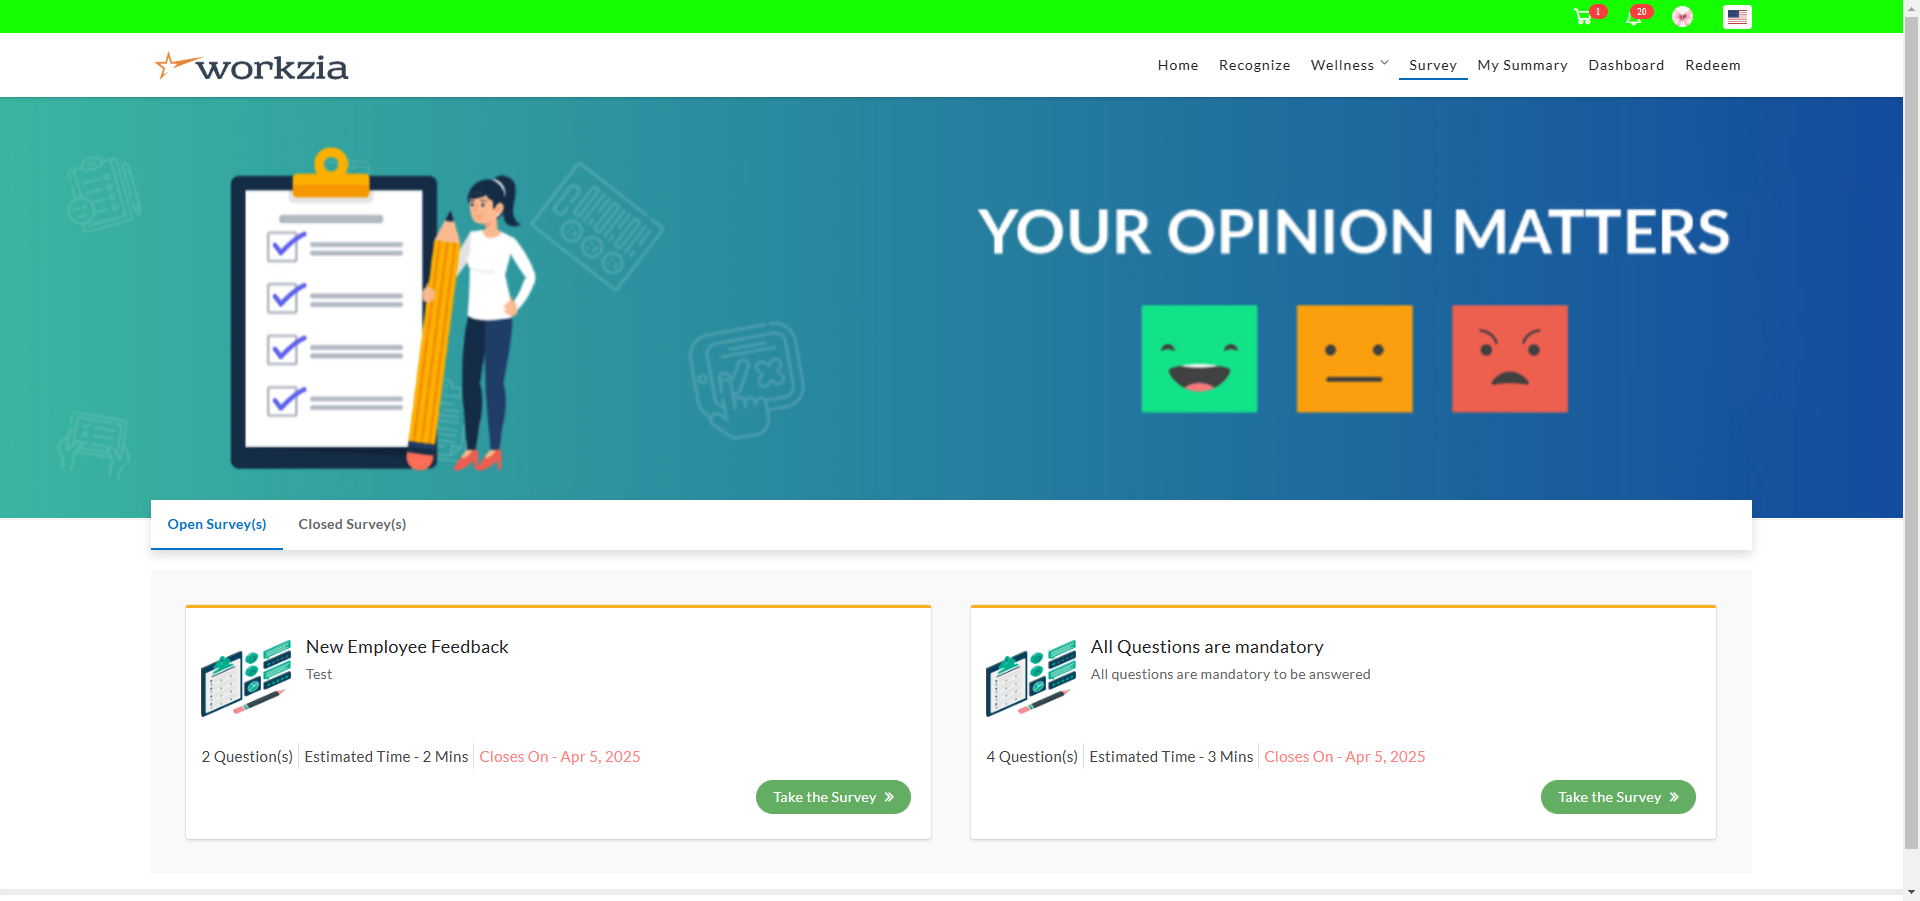 1
20
workzia
Home Recognize Wellness Survey My Summary Dashboard Redeem
YOUR OPINION MATTERS
Open Survey(s) Closed Survey(s)
New Employee Feedback
Test
2 Question(s) Estimated Time - 2 Mins Closes On - Apr 5, 2025
Take the Survey »
All Questions are mandatory
All questions are mandatory to be answered
4 Question(s) Estimated Time - 3 Mins Closes On - Apr 5, 2025
Take the Survey »